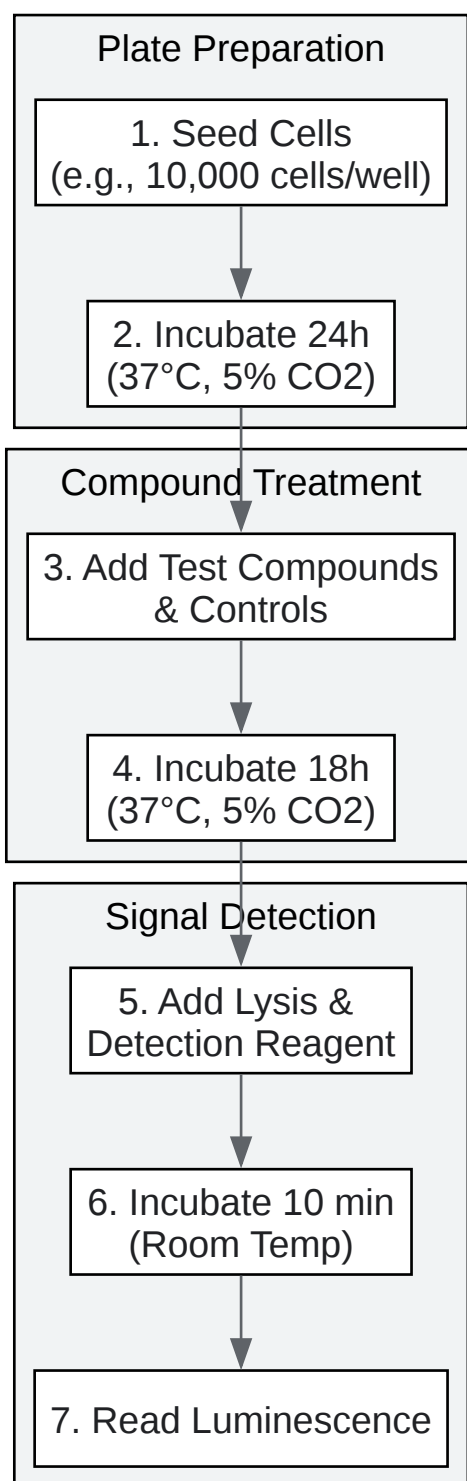 Plate Preparation
1. Seed Cells
(e.g., 10,000 cells/well)
2. Incubate 24h
(37°C, 5% CO2)
Compound Treatment
3. Add Test Compounds
& Controls
4. Incubate 18h
(37°C, 5% CO2)
Signal Detection
5. Add Lysis &
Detection Reagent
6. Incubate 10 min
(Room Temp)
7. Read Luminescence